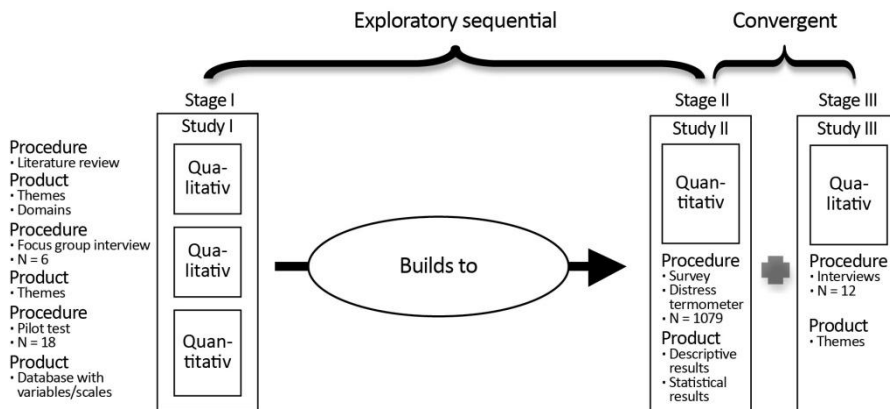 Exploratory sequential
Convergent
Stage I
Study I
Procedure
· Literature review
Product
· Themes
· Domains
Qua-
litativ
Procedure
· Focus group interview
· N = 6
Product
· Themes
Qua-
litativ
Procedure
· Pilot test
· N = 18
Product
· Database with
variables/scales
Quan-
titativ
Builds to
Stage II
Study II
Quan-
titativ
Procedure
· Survey
· Distress
termometer
· N = 1079
Product
· Descriptive
results
· Statistical
results
Stage III
Study III
Qua-
litativ
Procedure
· Interviews
· N = 12
Product
· Themes